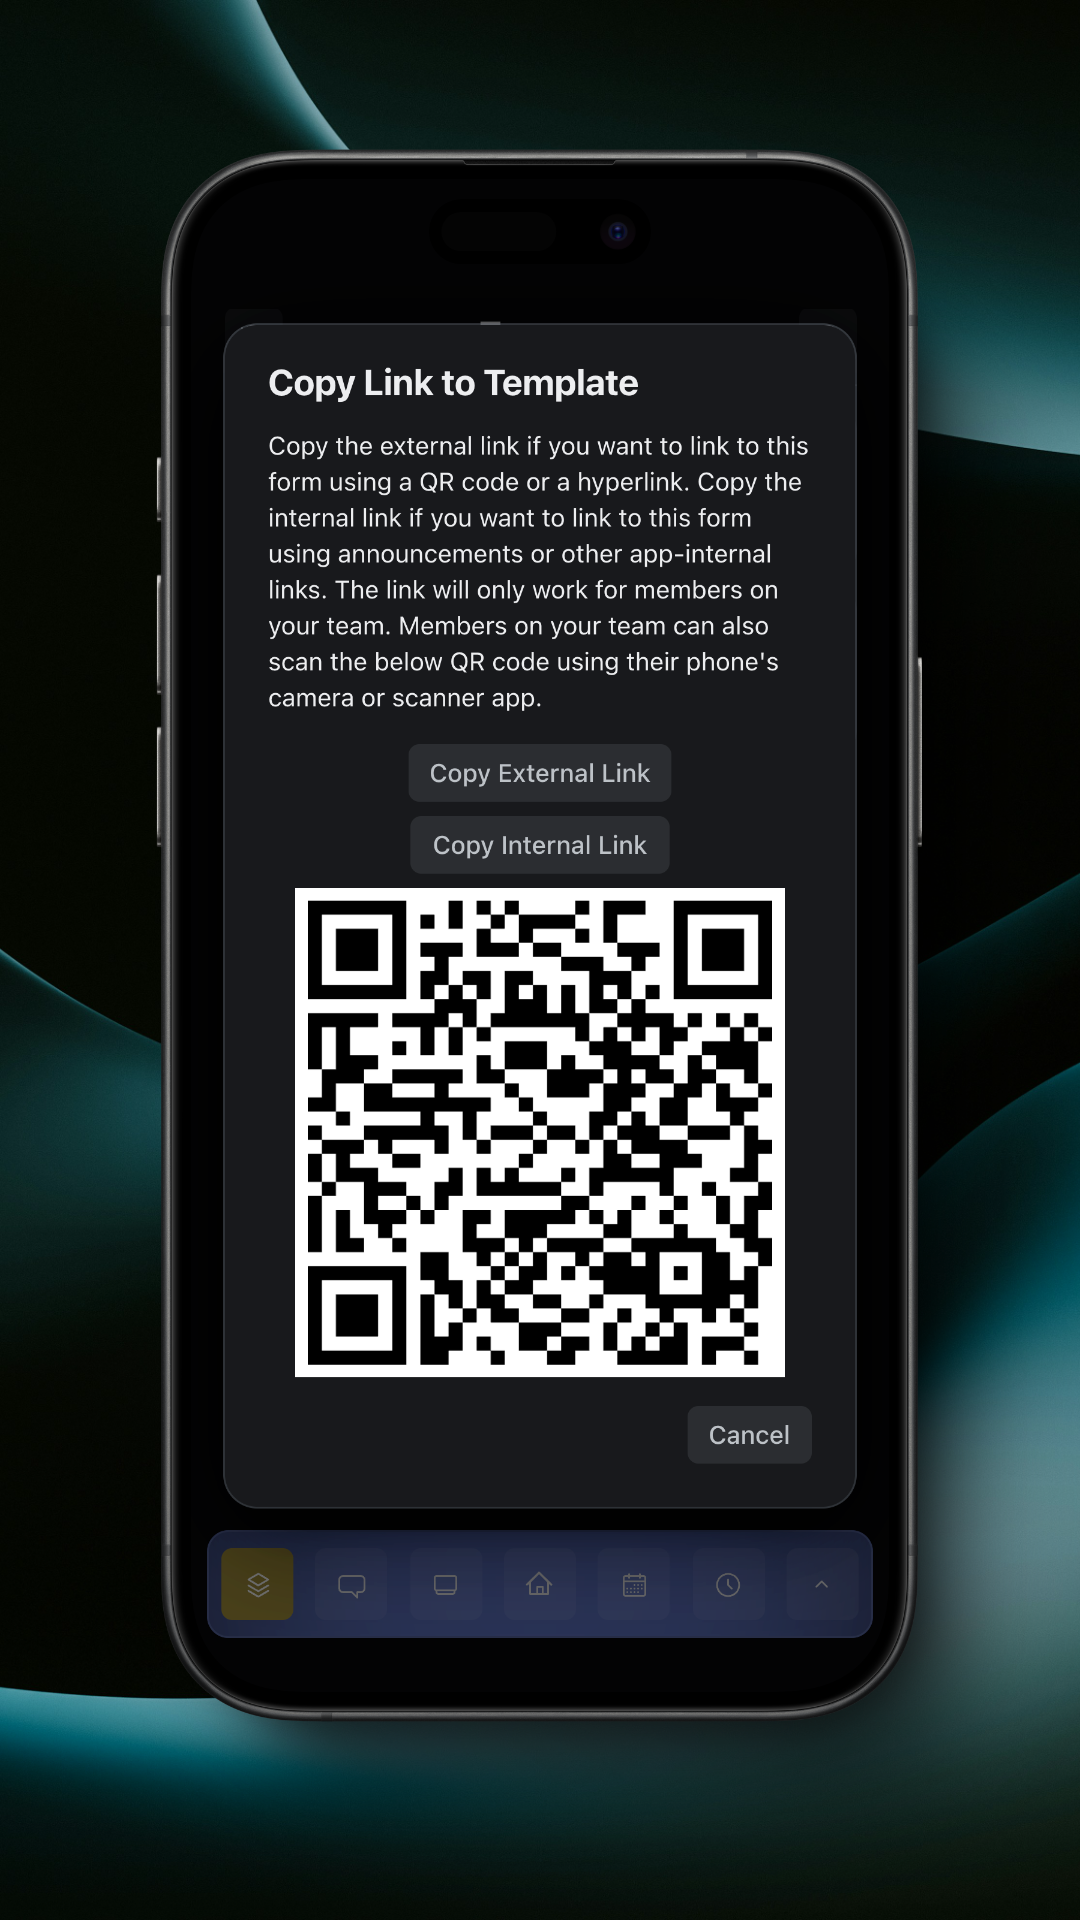 Copy Link to Template
Copy the external link if you want to link to this
form using a QR code or a hyperlink. Copy the
internal link if you want to link to this form
using announcements or other app-internal
links. The link will only work for members on
your team. Members on your team can also
scan the below QR code using their phone's
camera or scanner app.
Copy External Link
Copy Internal Link
Cancel